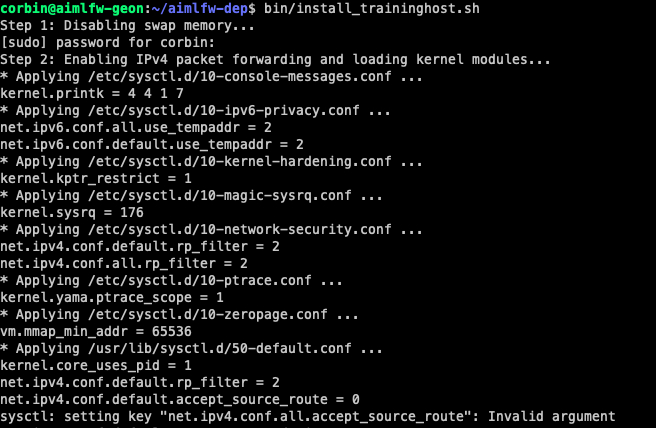 corbin@aimlfw-geon:~/aimlfw-dep$ bin/install_traininghost.sh
Step 1: Disabling swap memory...
[sudo] password for corbin:
Step 2: Enabling IPv4 packet forwarding and loading kernel modules...
* Applying /etc/sysctl.d/10-console-messages.conf ...
kernel.printk = 4 4 1 7
* Applying /etc/sysctl.d/10-ipv6-privacy.conf ...
net.ipv6.conf.all.use_tempaddr = 2
net.ipv6.conf.default.use_tempaddr = 2
* Applying /etc/sysctl.d/10-kernel-hardening.conf ...
kernel.kptr_restrict = 1
* Applying /etc/sysctl.d/10-magic-sysrq.conf ...
kernel.sysrq = 176
* Applying /etc/sysctl.d/10-network-security.conf ...
net.ipv4.conf.default.rp_filter = 2
net.ipv4.conf.all.rp_filter = 2
* Applying /etc/sysctl.d/10-ptrace.conf ...
kernel.yama.ptrace_scope = 1
* Applying /etc/sysctl.d/10-zeropage.conf ...
vm.mmap_min_addr = 65536
* Applying /usr/lib/sysctl.d/50-default.conf ...
kernel.core_uses_pid = 1
net.ipv4.conf.default.rp_filter = 2
net.ipv4.conf.default.accept_source_route = 0
sysctl: setting key "net.ipv4.conf.all.accept_source_route": Invalid argument